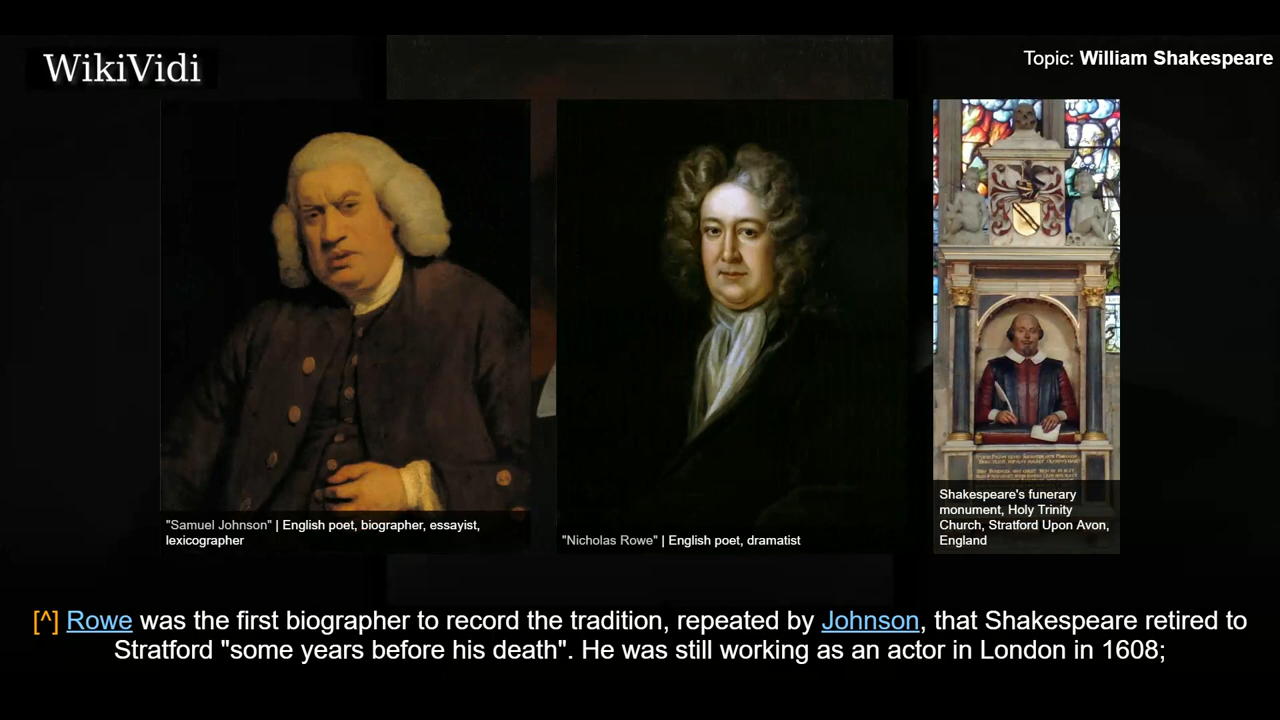 WikiVidi
Topic: William Shakespeare
"Samuel Johnson" | English poet, biographer, essayist,
lexicographer
"Nicholas Rowe" | English poet, dramatist
Shakespeare's funerary
monument, Holy Trinity
Church, Stratford Upon Avon,
England
[^] Rowe was the first biographer to record the tradition, repeated by Johnson, that Shakespeare retired to
Stratford "some years before his death". He was still working as an actor in London in 1608;